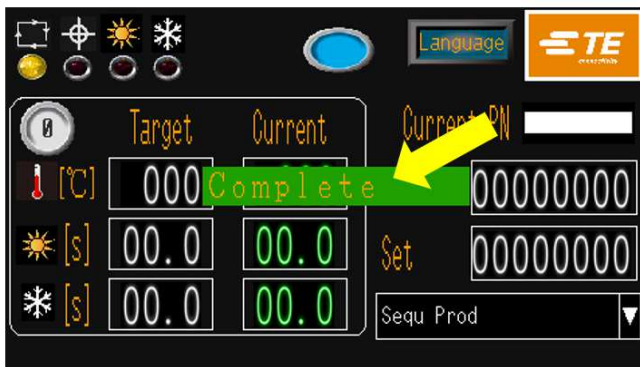 Language
TE
connectivity
0
Target
Current
Current PN
[℃]
000
Complete
00000000
[s]
00.0
00.0
Set
00000000
[s]
00.0
00.0
Sequ Prod